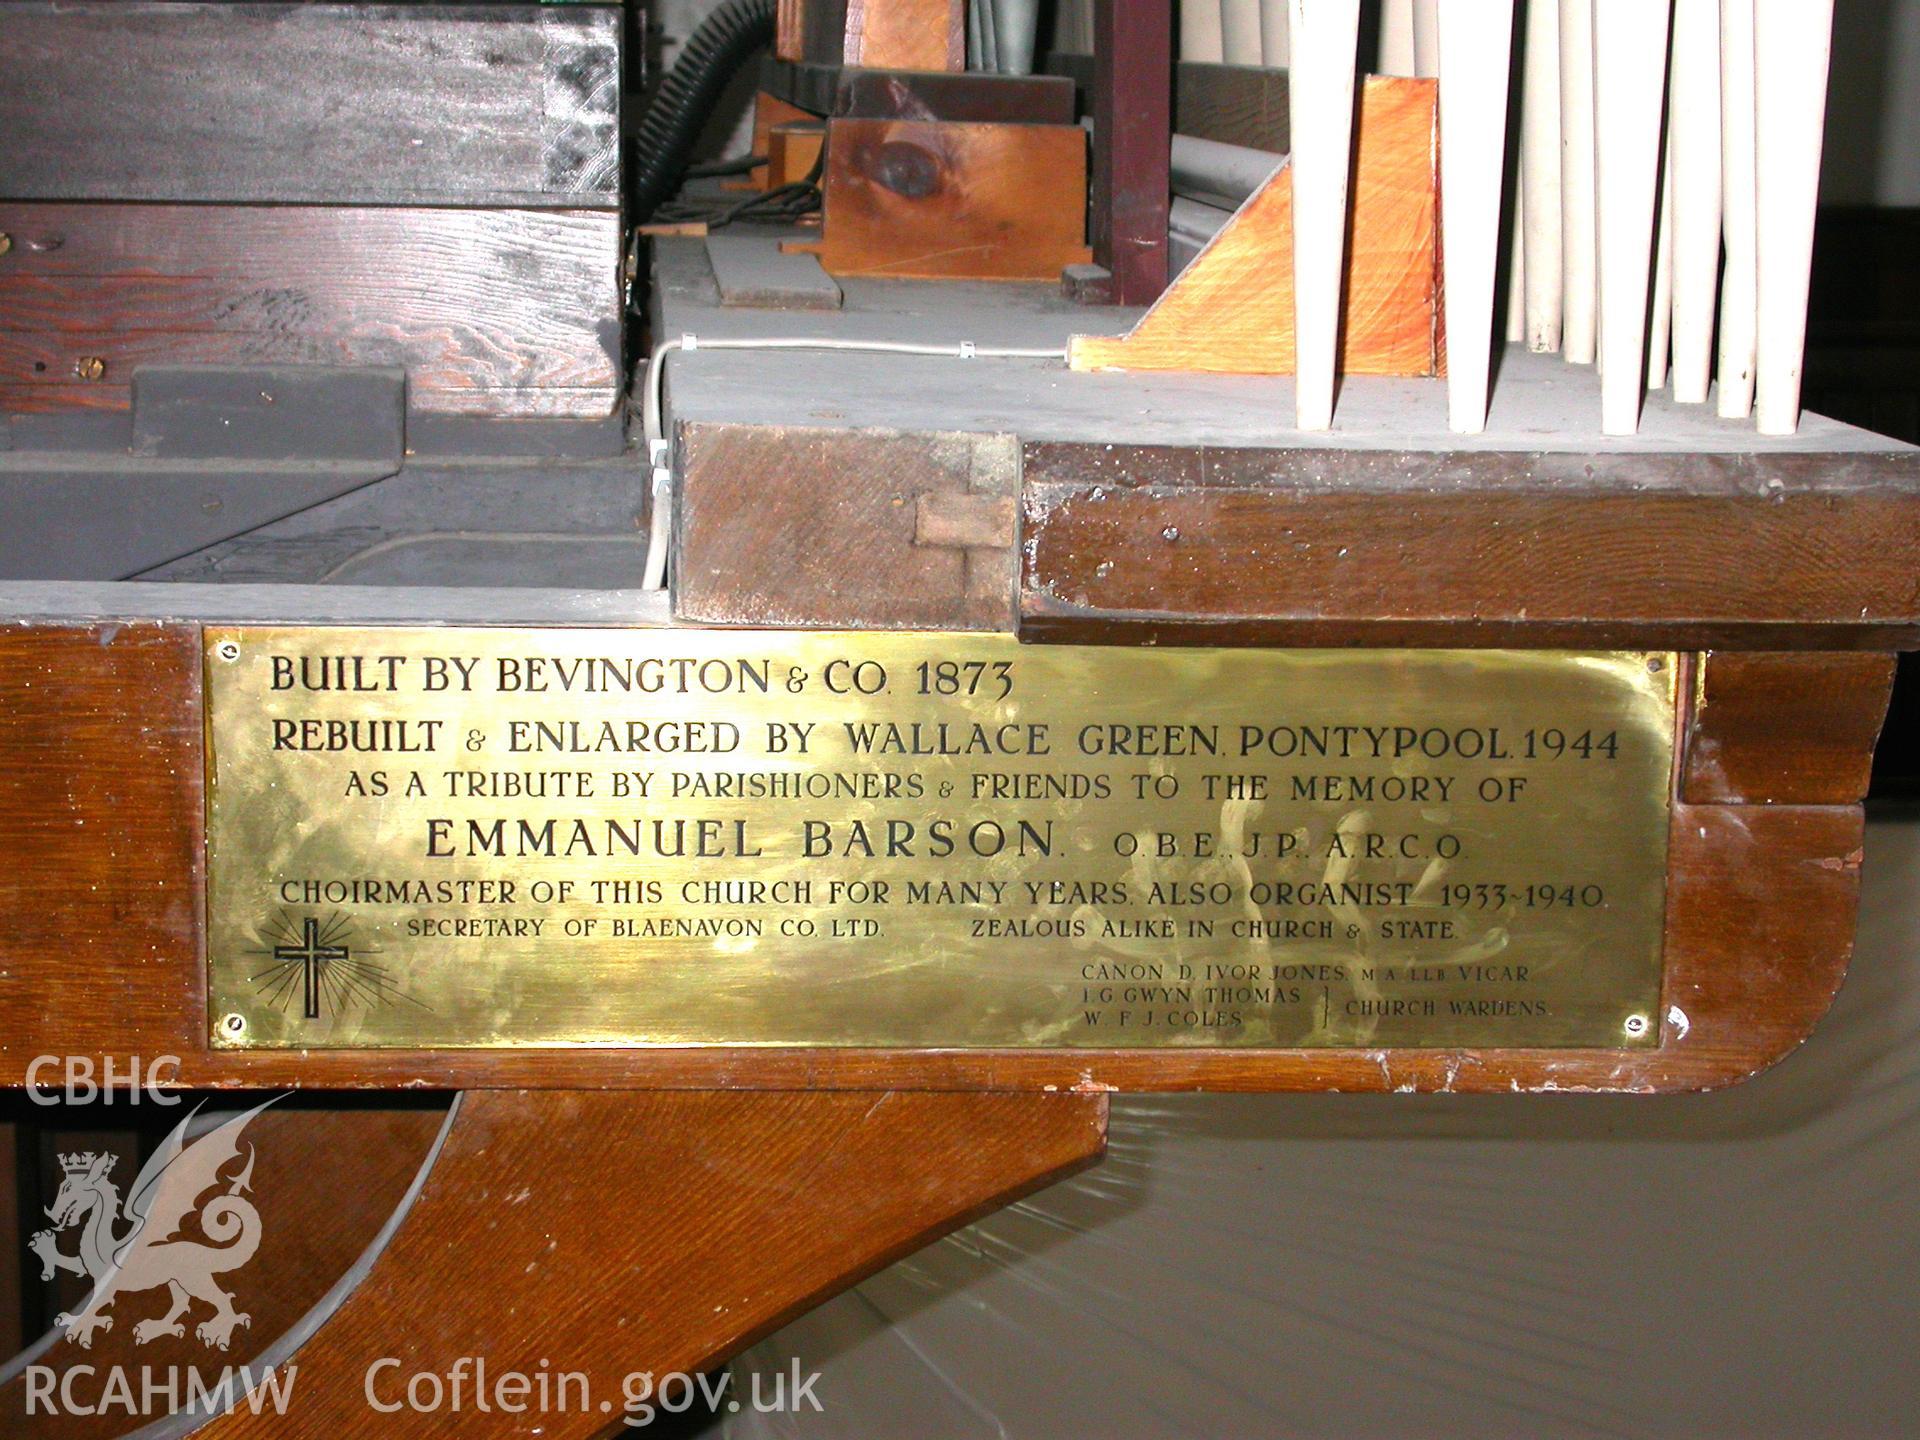 BUILT BY BEVINGTON & CO. 1873
REBUILT & ENLARGED BY WALLACE GREEN. PONTYPOOL. 1944
AS A TRIBUTE BY PARISHIONERS & FRIENDS TO THE MEMORY OF
EMMANUEL BARSON. O.B.E., J.P., A.R.C.O.
CHOIRMASTER OF THIS CHURCH FOR MANY YEARS, ALSO ORGANIST 1933~1940.
SECRETARY OF BLAENAVON CO. LTD. ZEALOUS ALIKE IN CHURCH & STATE.
CANON D. IVOR JONES. M A LLB VICAR.
I. G. GWYN THOMAS
W. F. J. COLES } CHURCH WARDENS.
CBHC
RCAHMW Coflein.gov.uk